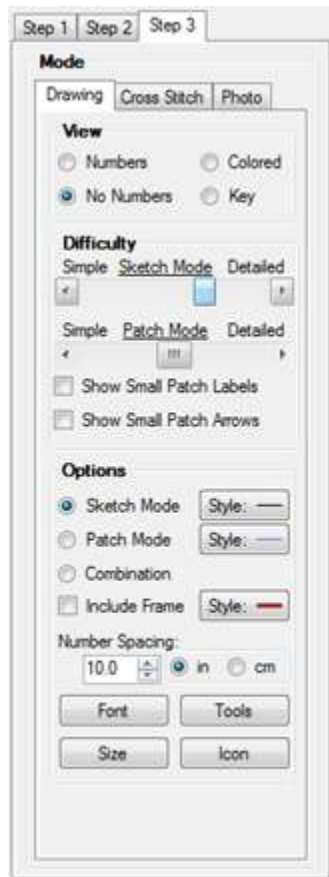 Step 1 Step 2 Step 3
Mode
Drawing Cross Stitch Photo
View
Numbers Colored
No Numbers Key
Difficulty
Simple Sketch Mode Detailed
Simple Patch Mode Detailed
Show Small Patch Labels
Show Small Patch Arrows
Options
Sketch Mode Style:
Patch Mode Style:
Combination
Include Frame Style:
Number Spacing:
10.0 in cm
Font Tools
Size Icon